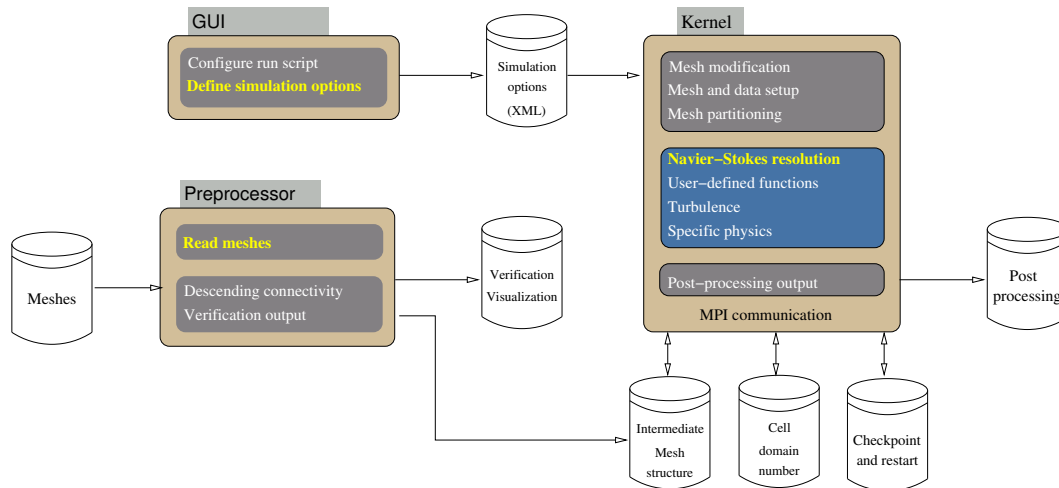 GUI
Configure run script
Define simulation options
Simulation
options
(XML)
Kernel
Mesh modification
Mesh and data setup
Mesh partitioning
Navier−Stokes resolution
User−defined functions
Turbulence
Specific physics
Post−processing output
MPI communication
Preprocessor
Read meshes
Descending connectivity
Verification output
Meshes
Verification
Visualization
Post
processing
Intermediate
Mesh
structure
Cell
domain
number
Checkpoint
and restart